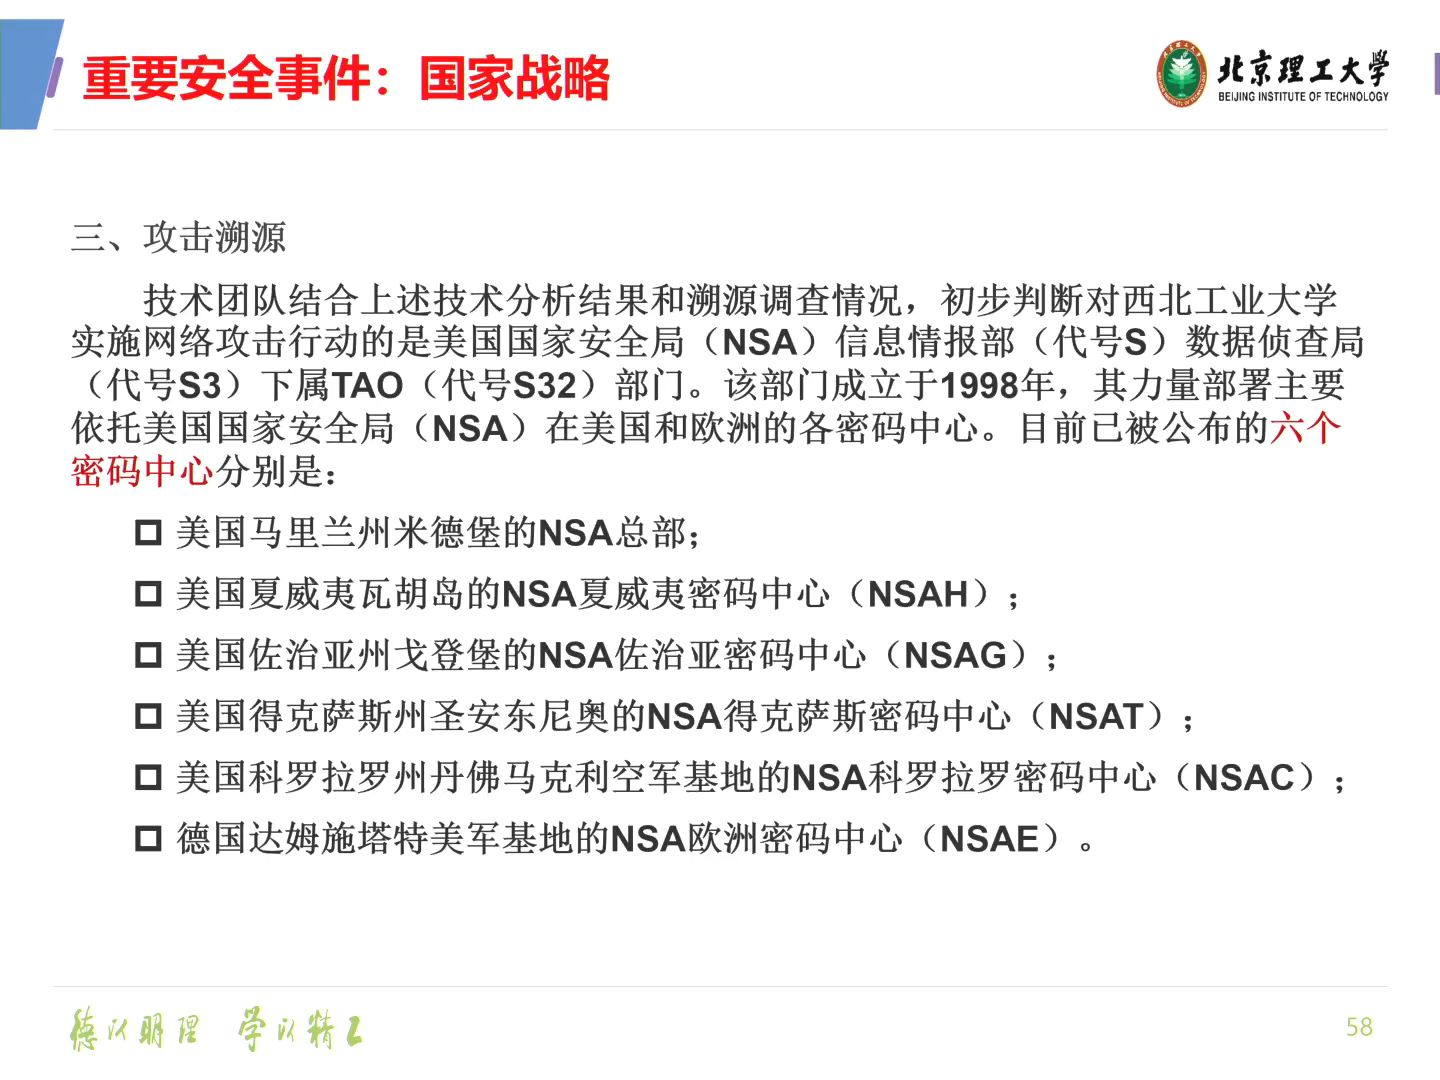 重要安全事件：国家战略
北京理工大学
BEIJING INSTITUTE OF TECHNOLOGY
三、攻击溯源
技术团队结合上述技术分析结果和溯源调查情况，初步判断对西北工业大学
实施网络攻击行动的是美国国家安全局（NSA）信息情报部（代号S）数据侦查局
（代号S3）下属TAO（代号S32）部门。该部门成立于1998年，其力量部署主要
依托美国国家安全局（NSA）在美国和欧洲的各密码中心。目前已被公布的六个
密码中心分别是：
美国马里兰州米德堡的NSA总部；
美国夏威夷瓦胡岛的NSA夏威夷密码中心（NSAH）；
美国佐治亚州戈登堡的NSA佐治亚密码中心（NSAG）；
美国得克萨斯州圣安东尼奥的NSA得克萨斯密码中心（NSAT）；
美国科罗拉罗州丹佛马克利空军基地的NSA科罗拉罗密码中心（NSAC）；
德国达姆施塔特美军基地的NSA欧洲密码中心（NSAE）。
德以明理 学以精工
58